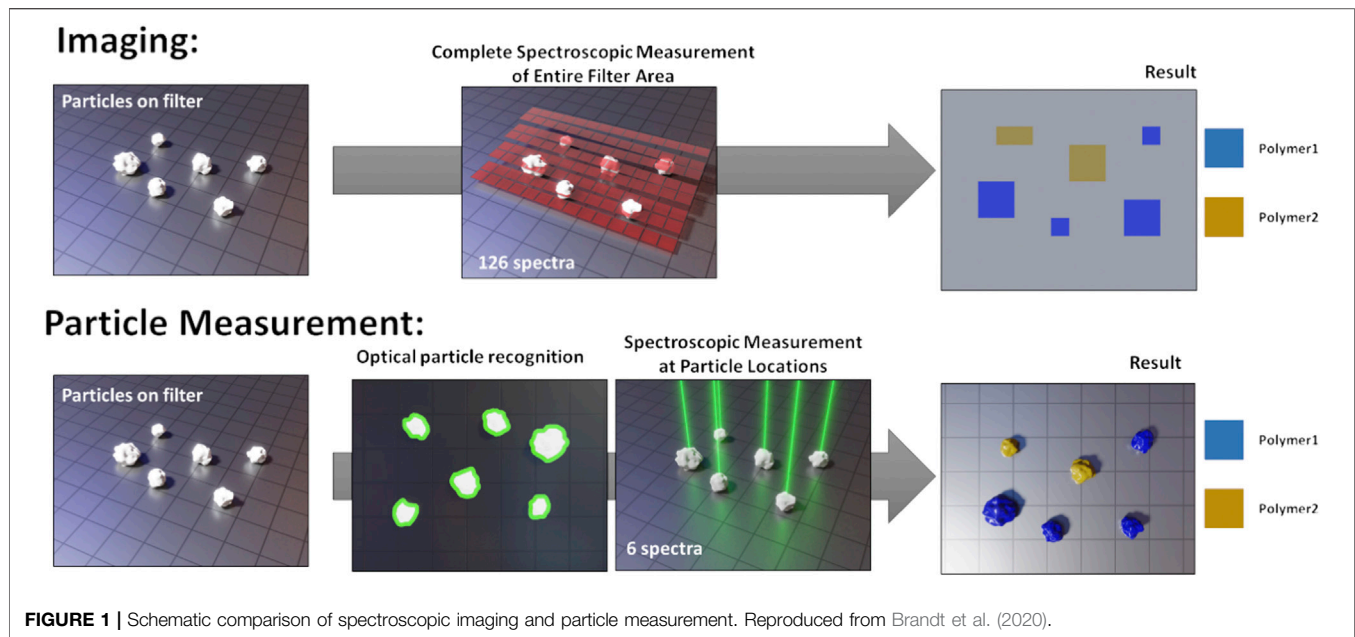 Imaging:
Complete Spectroscopic Measurement
of Entire Filter Area
Result
Particles on filter
126 spectra
Polymer1
Polymer2
Particle Measurement:
Optical particle recognition
Spectroscopic Measurement
at Particle Locations
Result
Particles on filter
6 spectra
Polymer1
Polymer2
FIGURE 1 | Schematic comparison of spectroscopic imaging and particle measurement. Reproduced from Brandt et al. (2020).